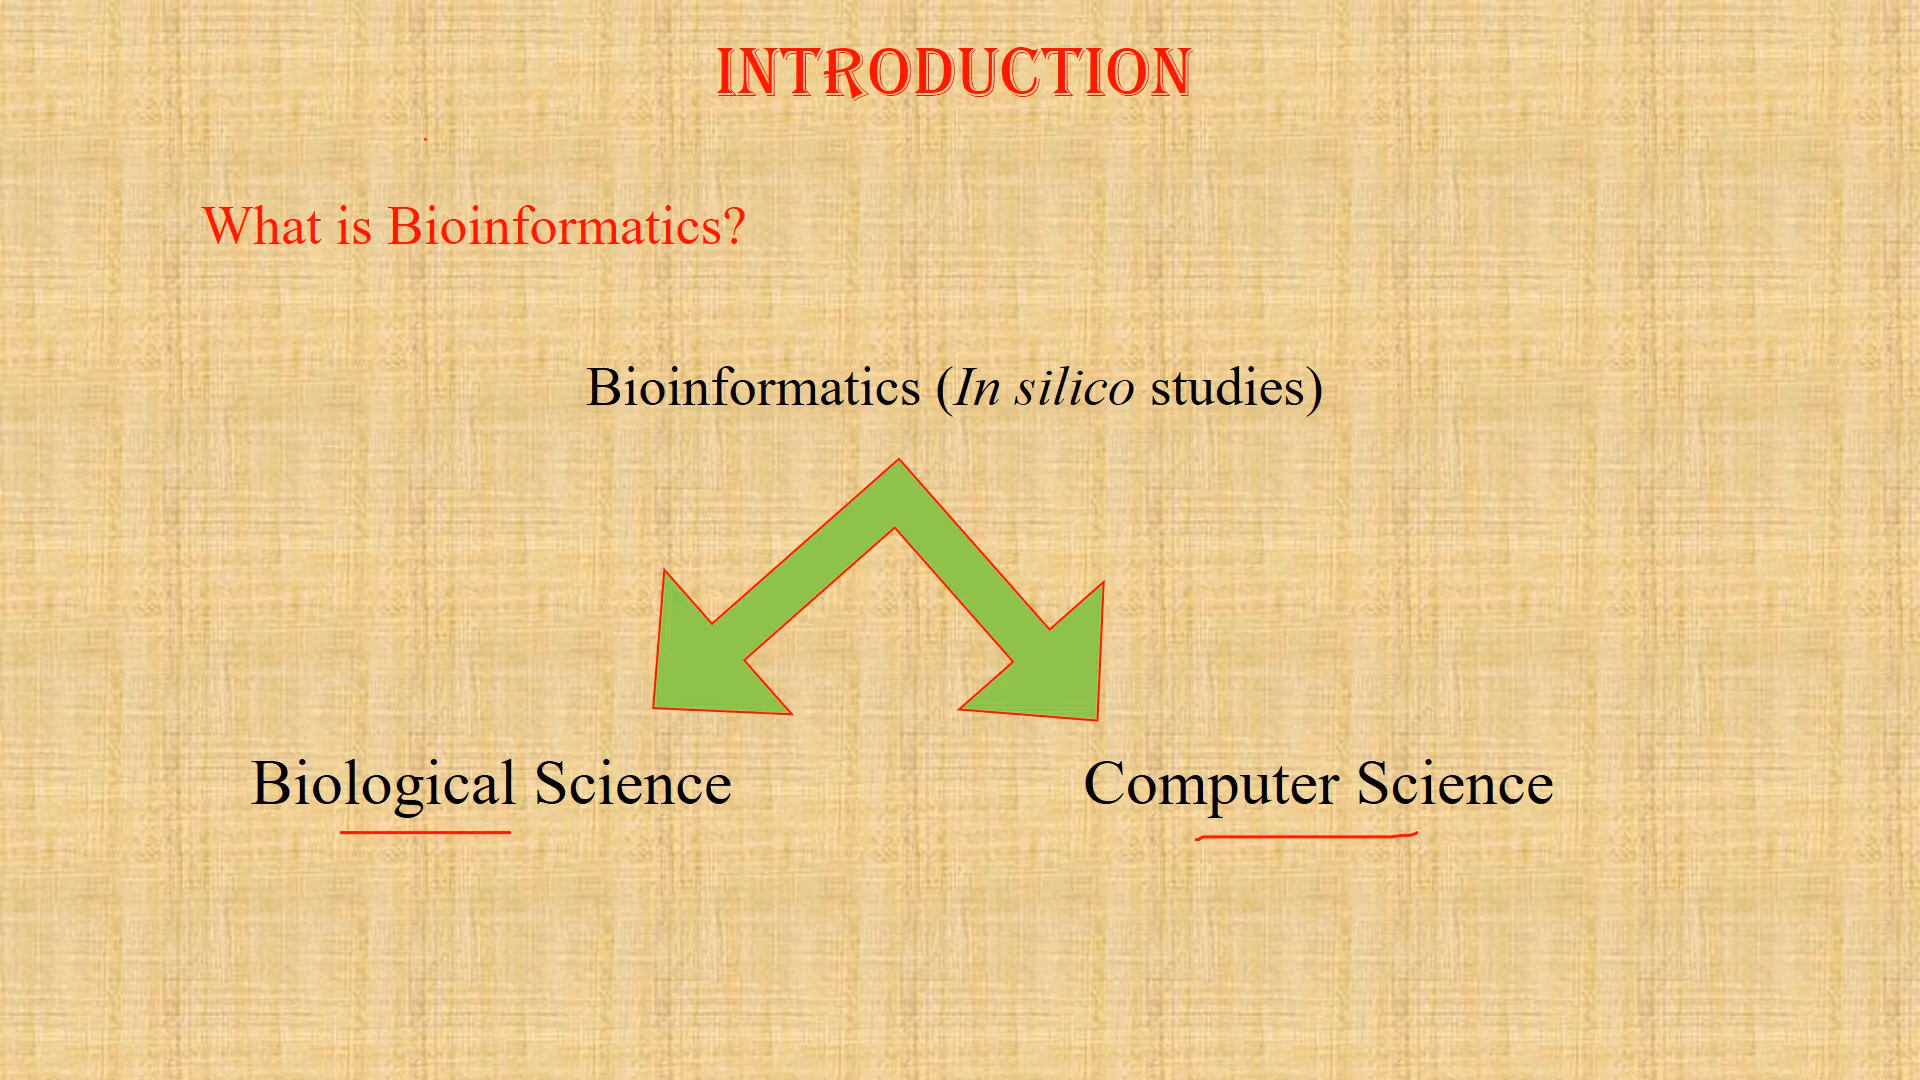 INTRODUCTION
What is Bioinformatics?
Bioinformatics (In silico studies)
Biological Science
Computer Science